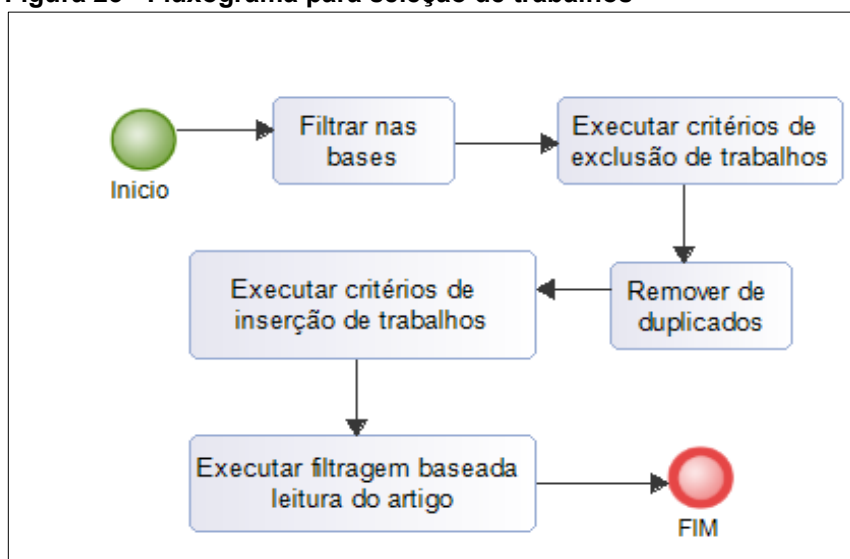 Fluxograma para seleção de trabalhos
Filtrar nas
bases
Executar critérios de
exclusão de trabalhos
Inicio
Executar critérios de
inserção de trabalhos
Remover de
duplicados
Executar filtragem baseada
leitura do artigo
FIM